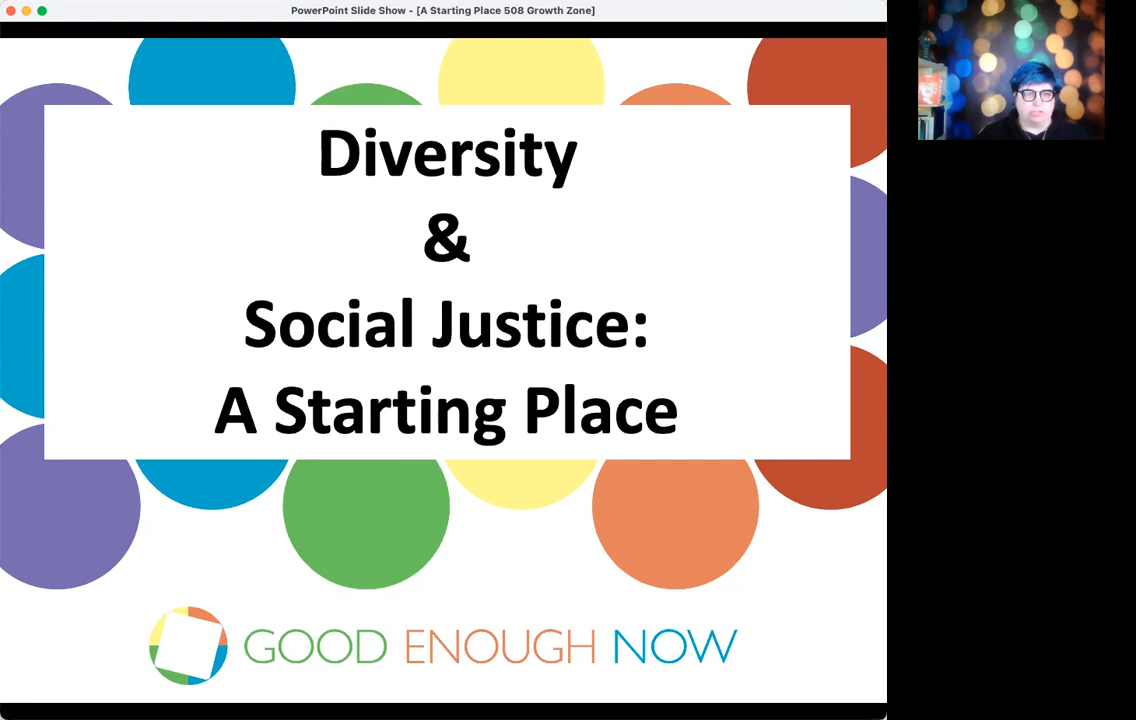 PowerPoint Slide Show - [A Starting Place 508 Growth Zone]
Diversity
&
Social Justice:
A Starting Place
GOOD ENOUGH NOW